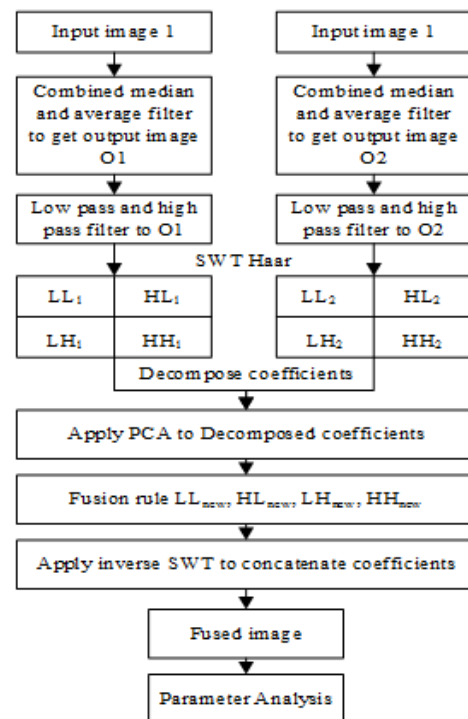 Input image 1
Combined median
and average filter
to get output image
O1
Low pass and high
pass filter to O1
Input image 1
Combined median
and average filter
to get output image
O2
Low pass and high
pass filter to O2
SWT Haar
LL₁ HL₁
LH₁ HH₁
LL₂ HL₂
LH₂ HH₂
Decompose coefficients
Apply PCA to Decomposed coefficients
Fusion rule LLnew, HLnew, LHnew, HHnew
Apply inverse SWT to concatenate coefficients
Fused image
Parameter Analysis